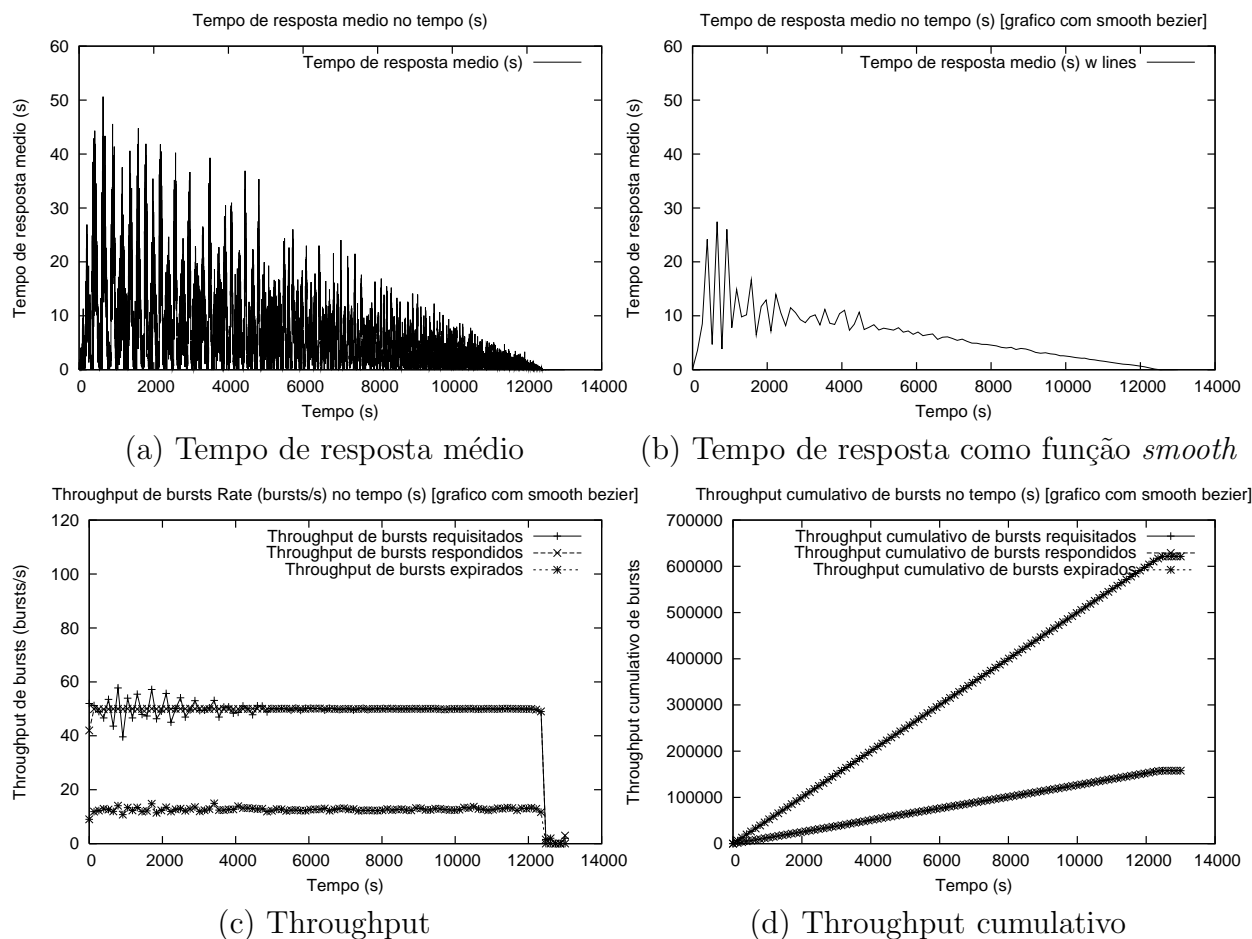 Tempo de resposta medio no tempo (s)
60
50
40
30
20
10
0
Tempo de resposta medio (s)
Tempo de resposta medio (s)
0 2000 4000 6000 8000 10000 12000 14000
Tempo (s)
(a) Tempo de resposta médio
Tempo de resposta medio no tempo (s) [grafico com smooth bezier]
60
50
40
30
20
10
0
Tempo de resposta medio (s)
Tempo de resposta medio (s) w lines
0 2000 4000 6000 8000 10000 12000 14000
Tempo (s)
(b) Tempo de resposta como função smooth
Throughput de bursts Rate (bursts/s) no tempo (s) [grafico com smooth bezier]
120
100
80
60
40
20
0
Throughput de bursts (bursts/s)
Throughput de bursts requisitados
Throughput de bursts respondidos
Throughput de bursts expirados
0 2000 4000 6000 8000 10000 12000 14000
Tempo (s)
(c) Throughput
Throughput cumulativo de bursts no tempo (s) [grafico com smooth bezier]
700000
600000
500000
400000
300000
200000
100000
0
Throughput cumulativo de bursts
Throughput cumulativo de bursts requisitados
Throughput cumulativo de bursts respondidos
Throughput cumulativo de bursts expirados
0 2000 4000 6000 8000 10000 12000 14000
Tempo (s)
(d) Throughput cumulativo